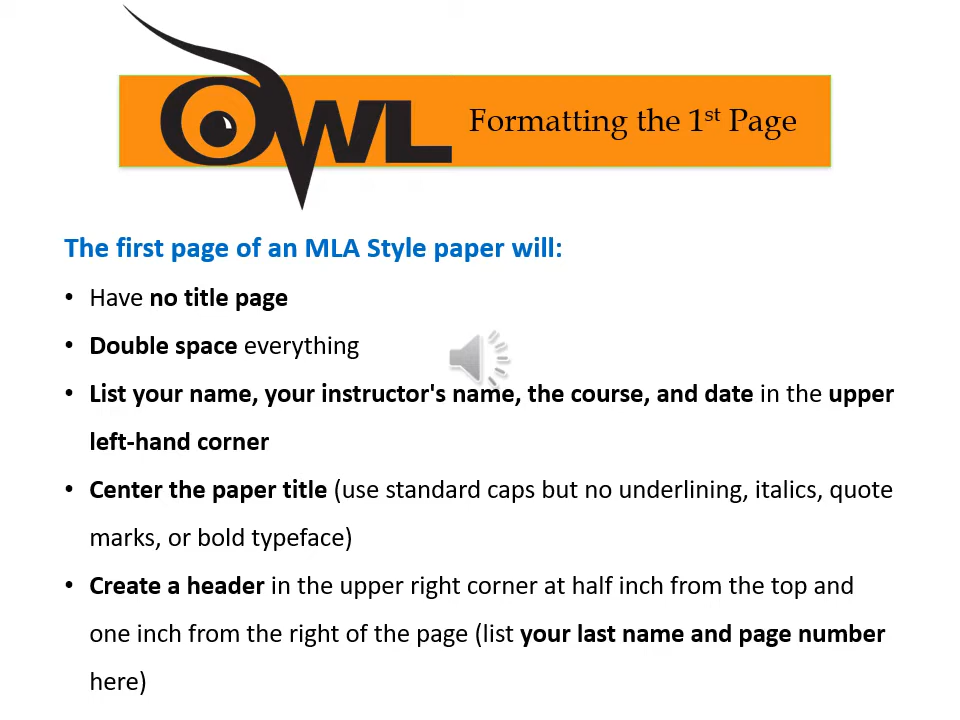 OWL
Formatting the 1st Page
The first page of an MLA Style paper will:
• Have no title page
• Double space everything
• List your name, your instructor's name, the course, and date in the upper
left-hand corner
• Center the paper title (use standard caps but no underlining, italics, quote
marks, or bold typeface)
• Create a header in the upper right corner at half inch from the top and
one inch from the right of the page (list your last name and page number
here)